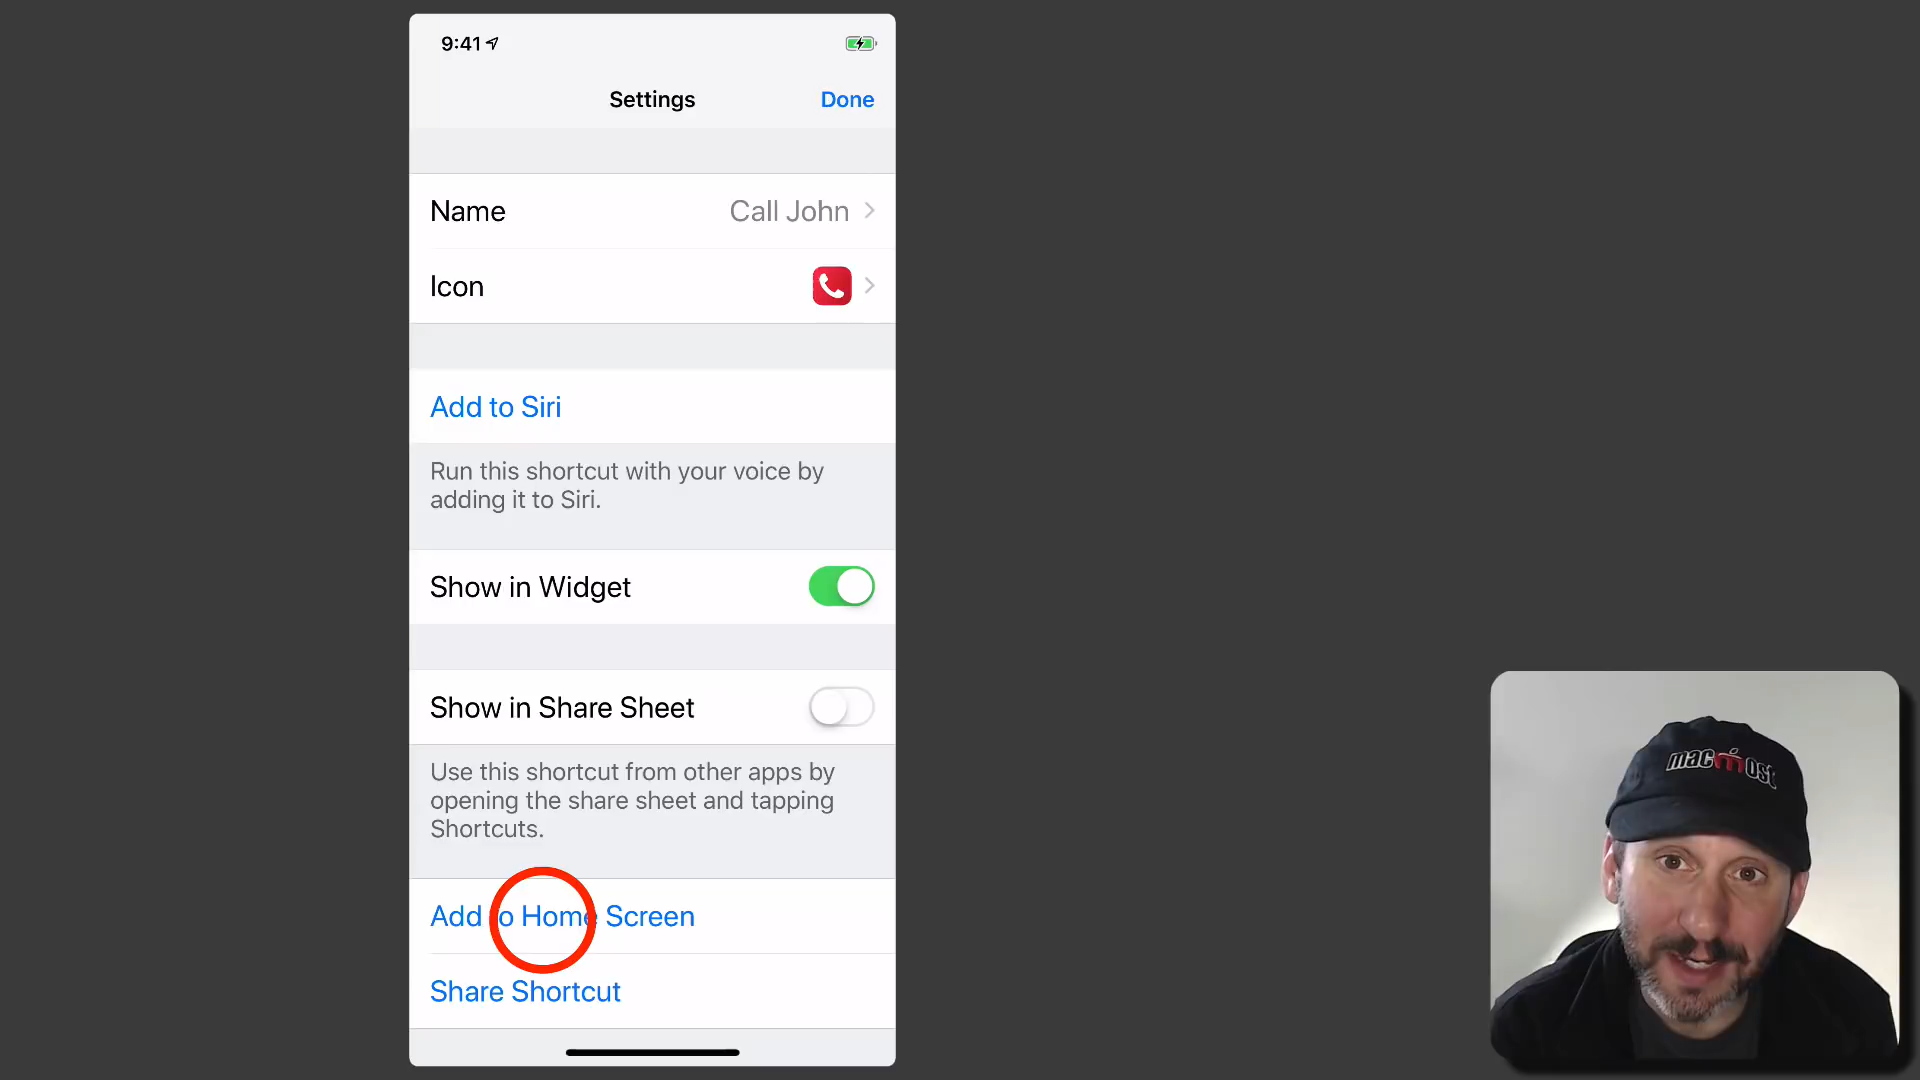 9:41
Settings
Done
Name
Call John
Icon
Add to Siri
Run this shortcut with your voice by
adding it to Siri.
Show in Widget
Show in Share Sheet
Use this shortcut from other apps by
opening the share sheet and tapping
Shortcuts.
Add to Home Screen
Share Shortcut
macmost